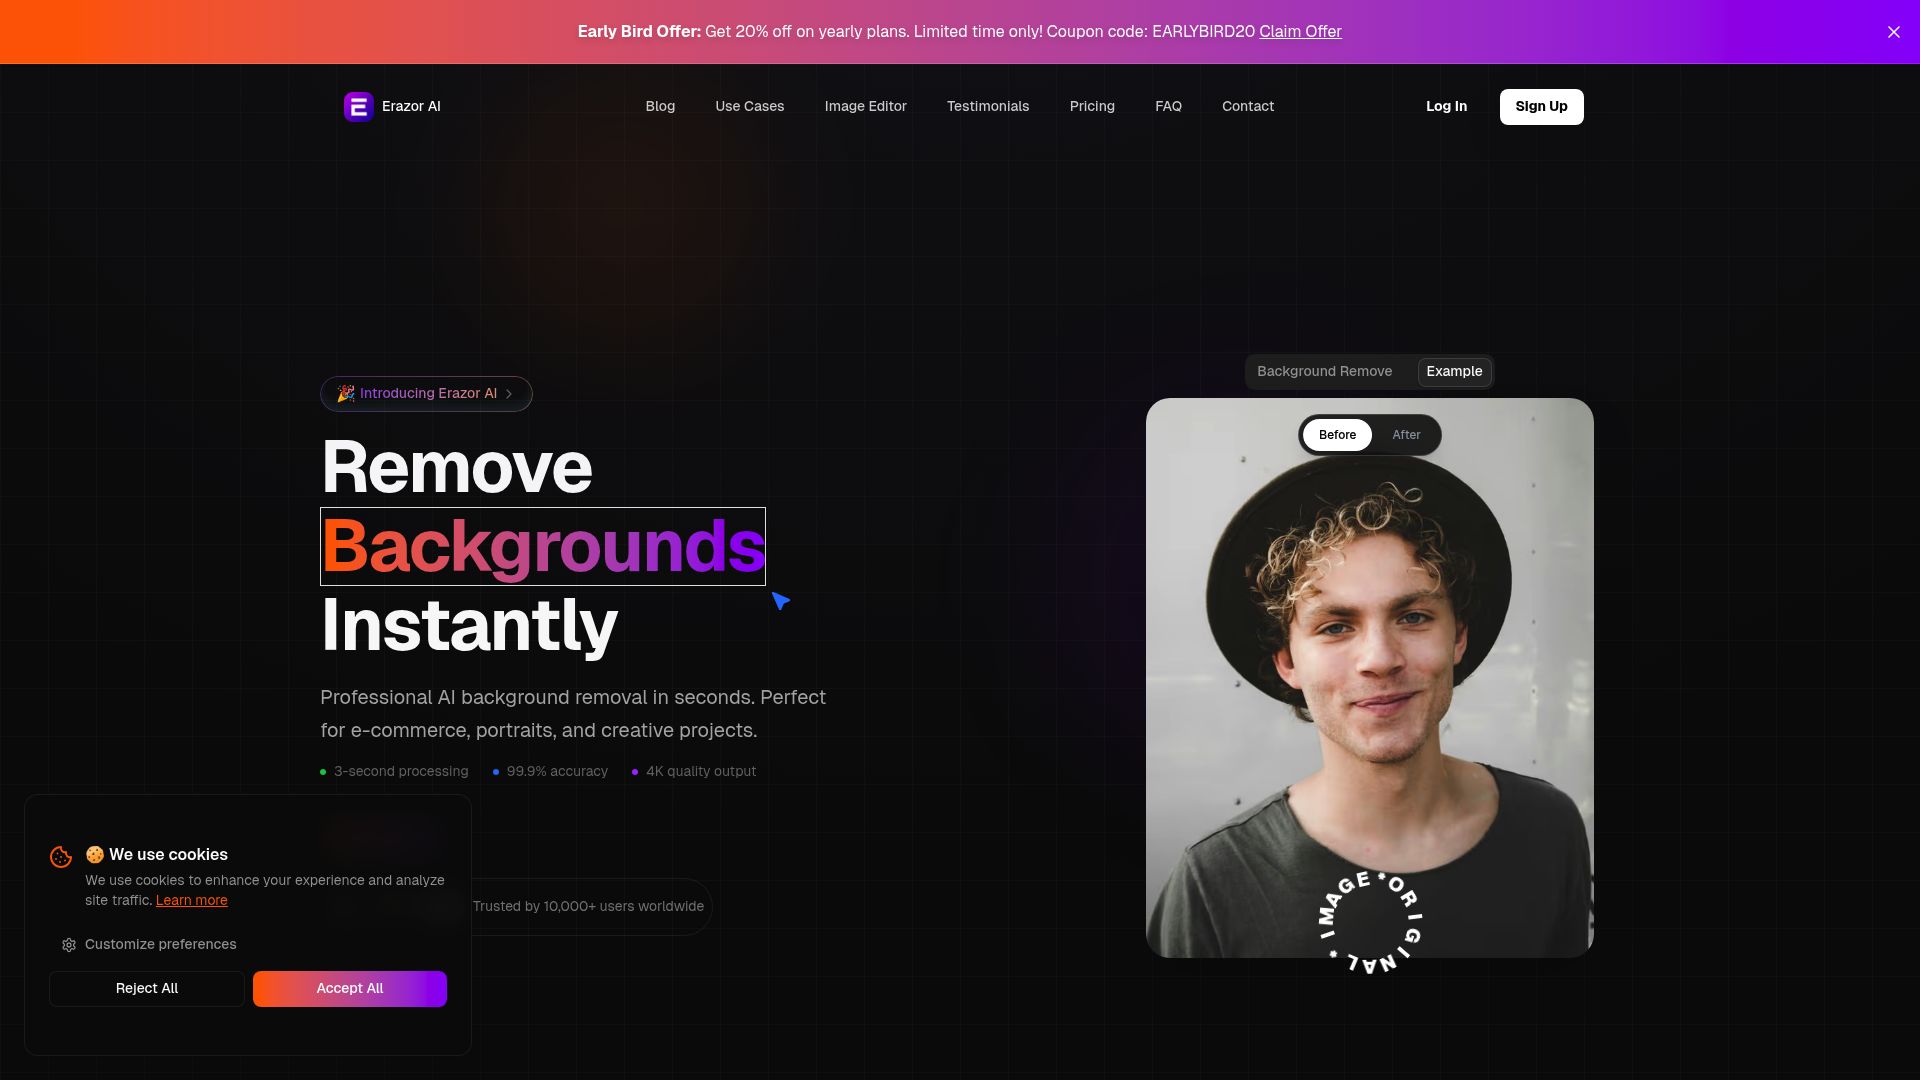 Early Bird Offer: Get 20% off on yearly plans. Limited time only! Coupon code: EARLYBIRD20 Claim Offer
Erazor AI
Blog
Use Cases
Image Editor
Testimonials
Pricing
FAQ
Contact
Log In
Sign Up
🎉 Introducing Erazor AI
Remove
Backgrounds
Instantly
Professional AI background removal in seconds. Perfect
for e-commerce, portraits, and creative projects.
3-second processing
99.9% accuracy
4K quality output
Trusted by 10,000+ users worldwide
Background Remove
Example
Before
After
ORIGINAL * IMAGE *
🍪 We use cookies
We use cookies to enhance your experience and analyze
site traffic. Learn more
Customize preferences
Reject All
Accept All